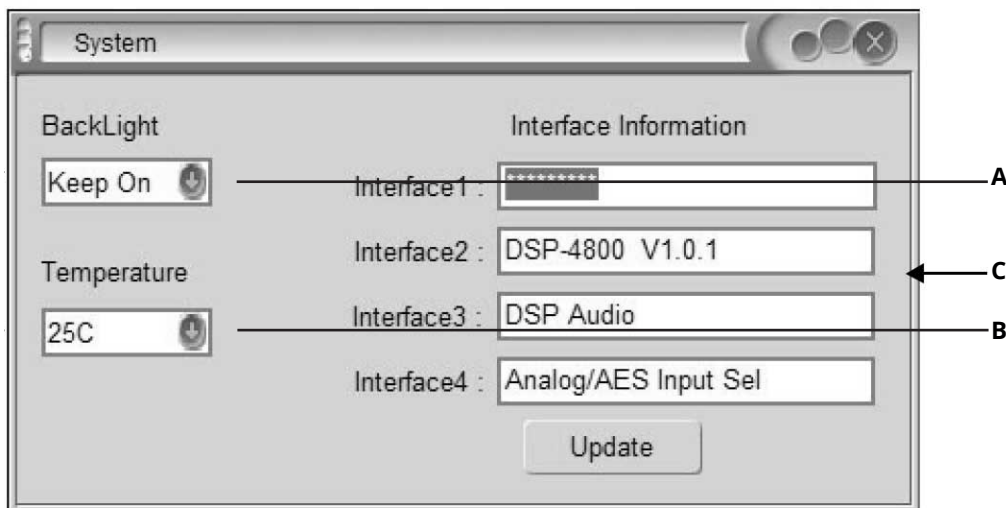 System
BackLight
Keep On
Temperature
25C
Interface Information
Interface1 : *********
Interface2 : DSP-4800 V1.0.1
Interface3 : DSP Audio
Interface4 : Analog/AES Input Sel
Update
A
C
B